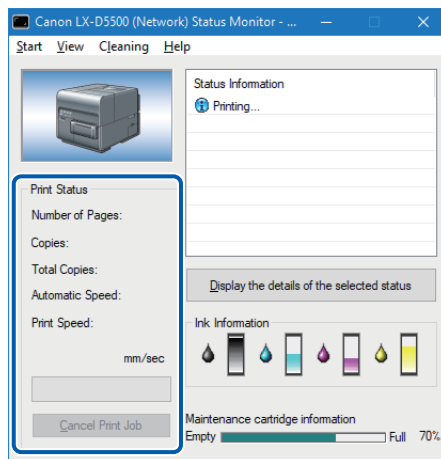 Canon LX-D5500 (Network) Status Monitor - ...
Start View Cleaning Help
Status Information
Printing...
Print Status
Number of Pages:
Copies:
Total Copies:
Automatic Speed:
Print Speed:
mm/sec
Cancel Print Job
Display the details of the selected status
Ink Information
Maintenance cartridge information
Empty Full 70%